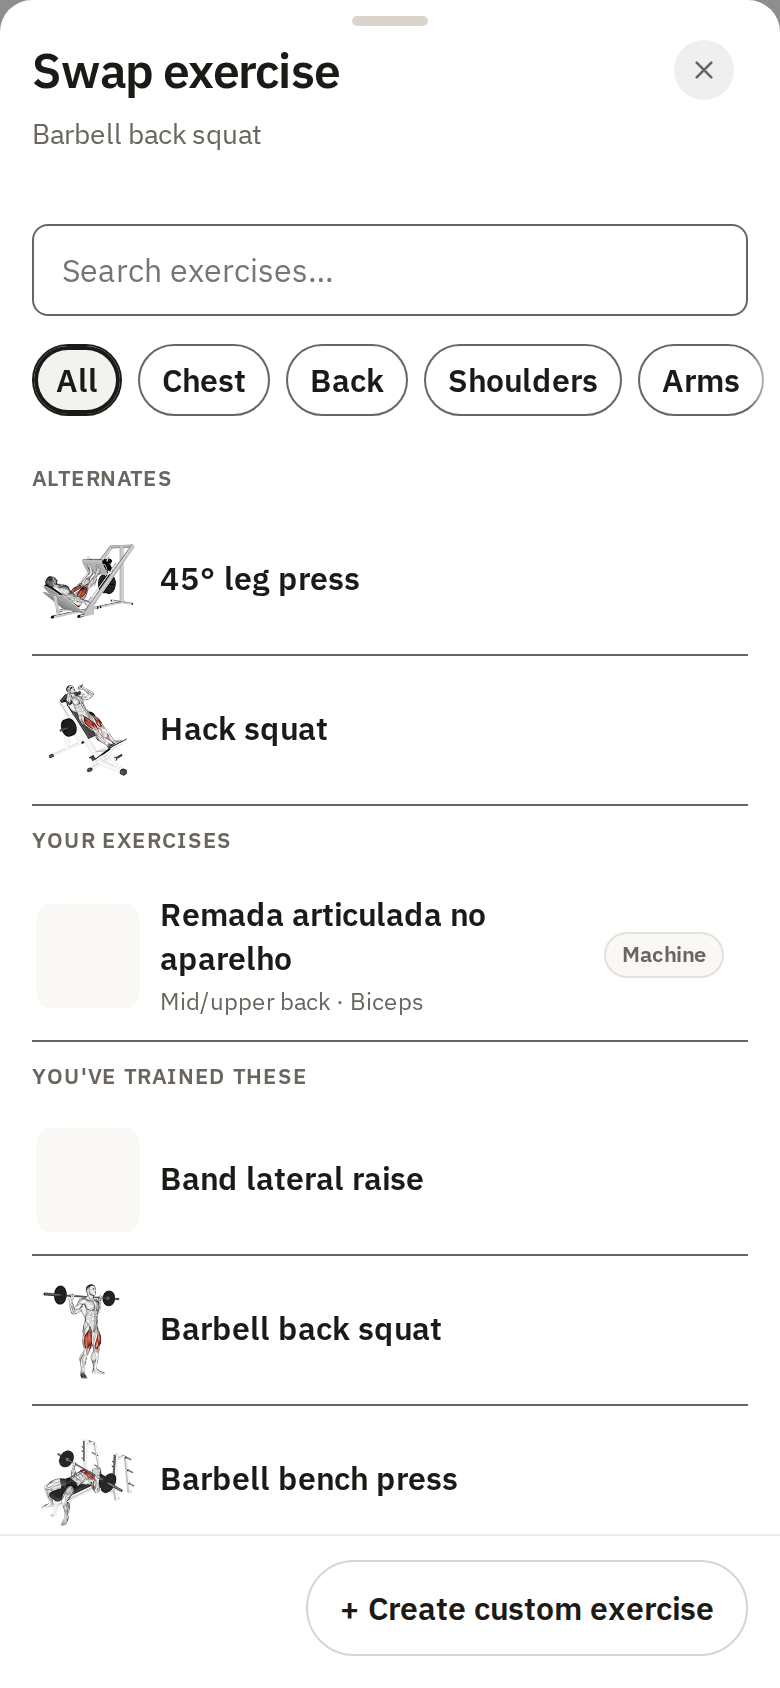 Swap exercise
Barbell back squat
Search exercises...
All
Chest
Back
Shoulders
Arms
ALTERNATES
45° leg press
Hack squat
YOUR EXERCISES
Remada articulada no
aparelho
Machine
Mid/upper back · Biceps
YOU'VE TRAINED THESE
Band lateral raise
Barbell back squat
Barbell bench press
+ Create custom exercise